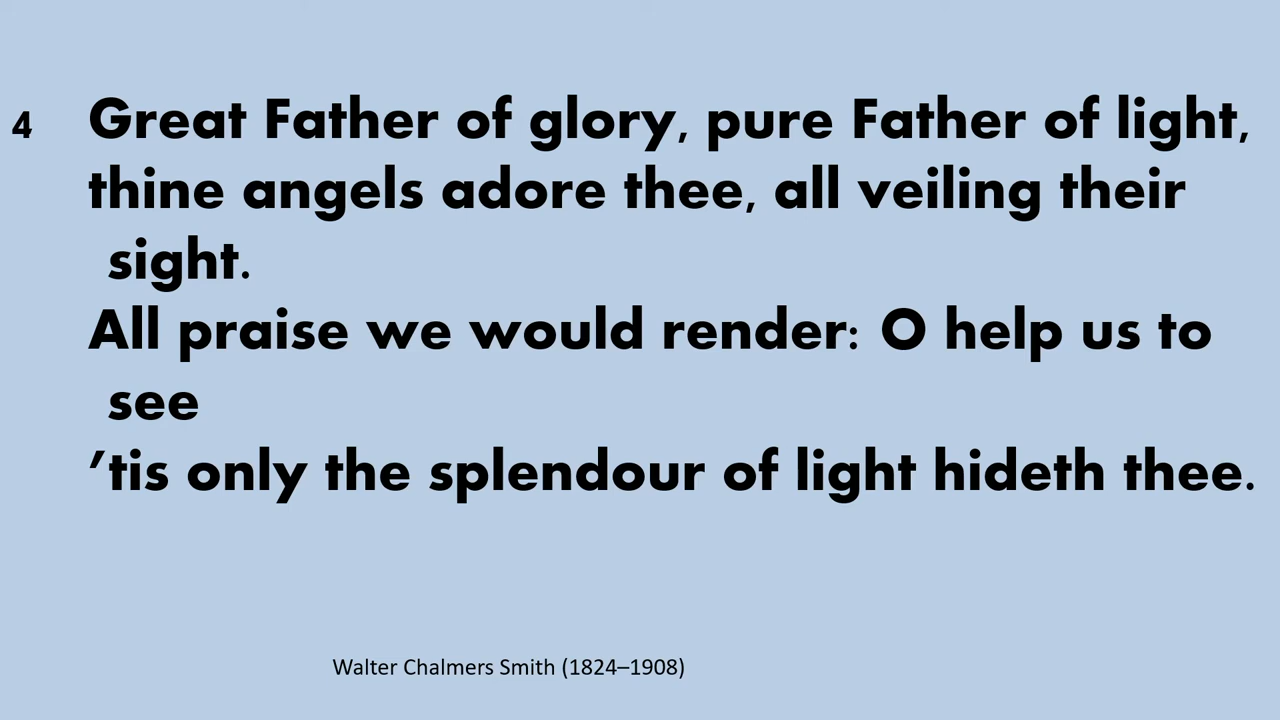 4 Great Father of glory, pure Father of light,
thine angels adore thee, all veiling their
sight.
All praise we would render: O help us to
see
’tis only the splendour of light hideth thee.
Walter Chalmers Smith (1824–1908)